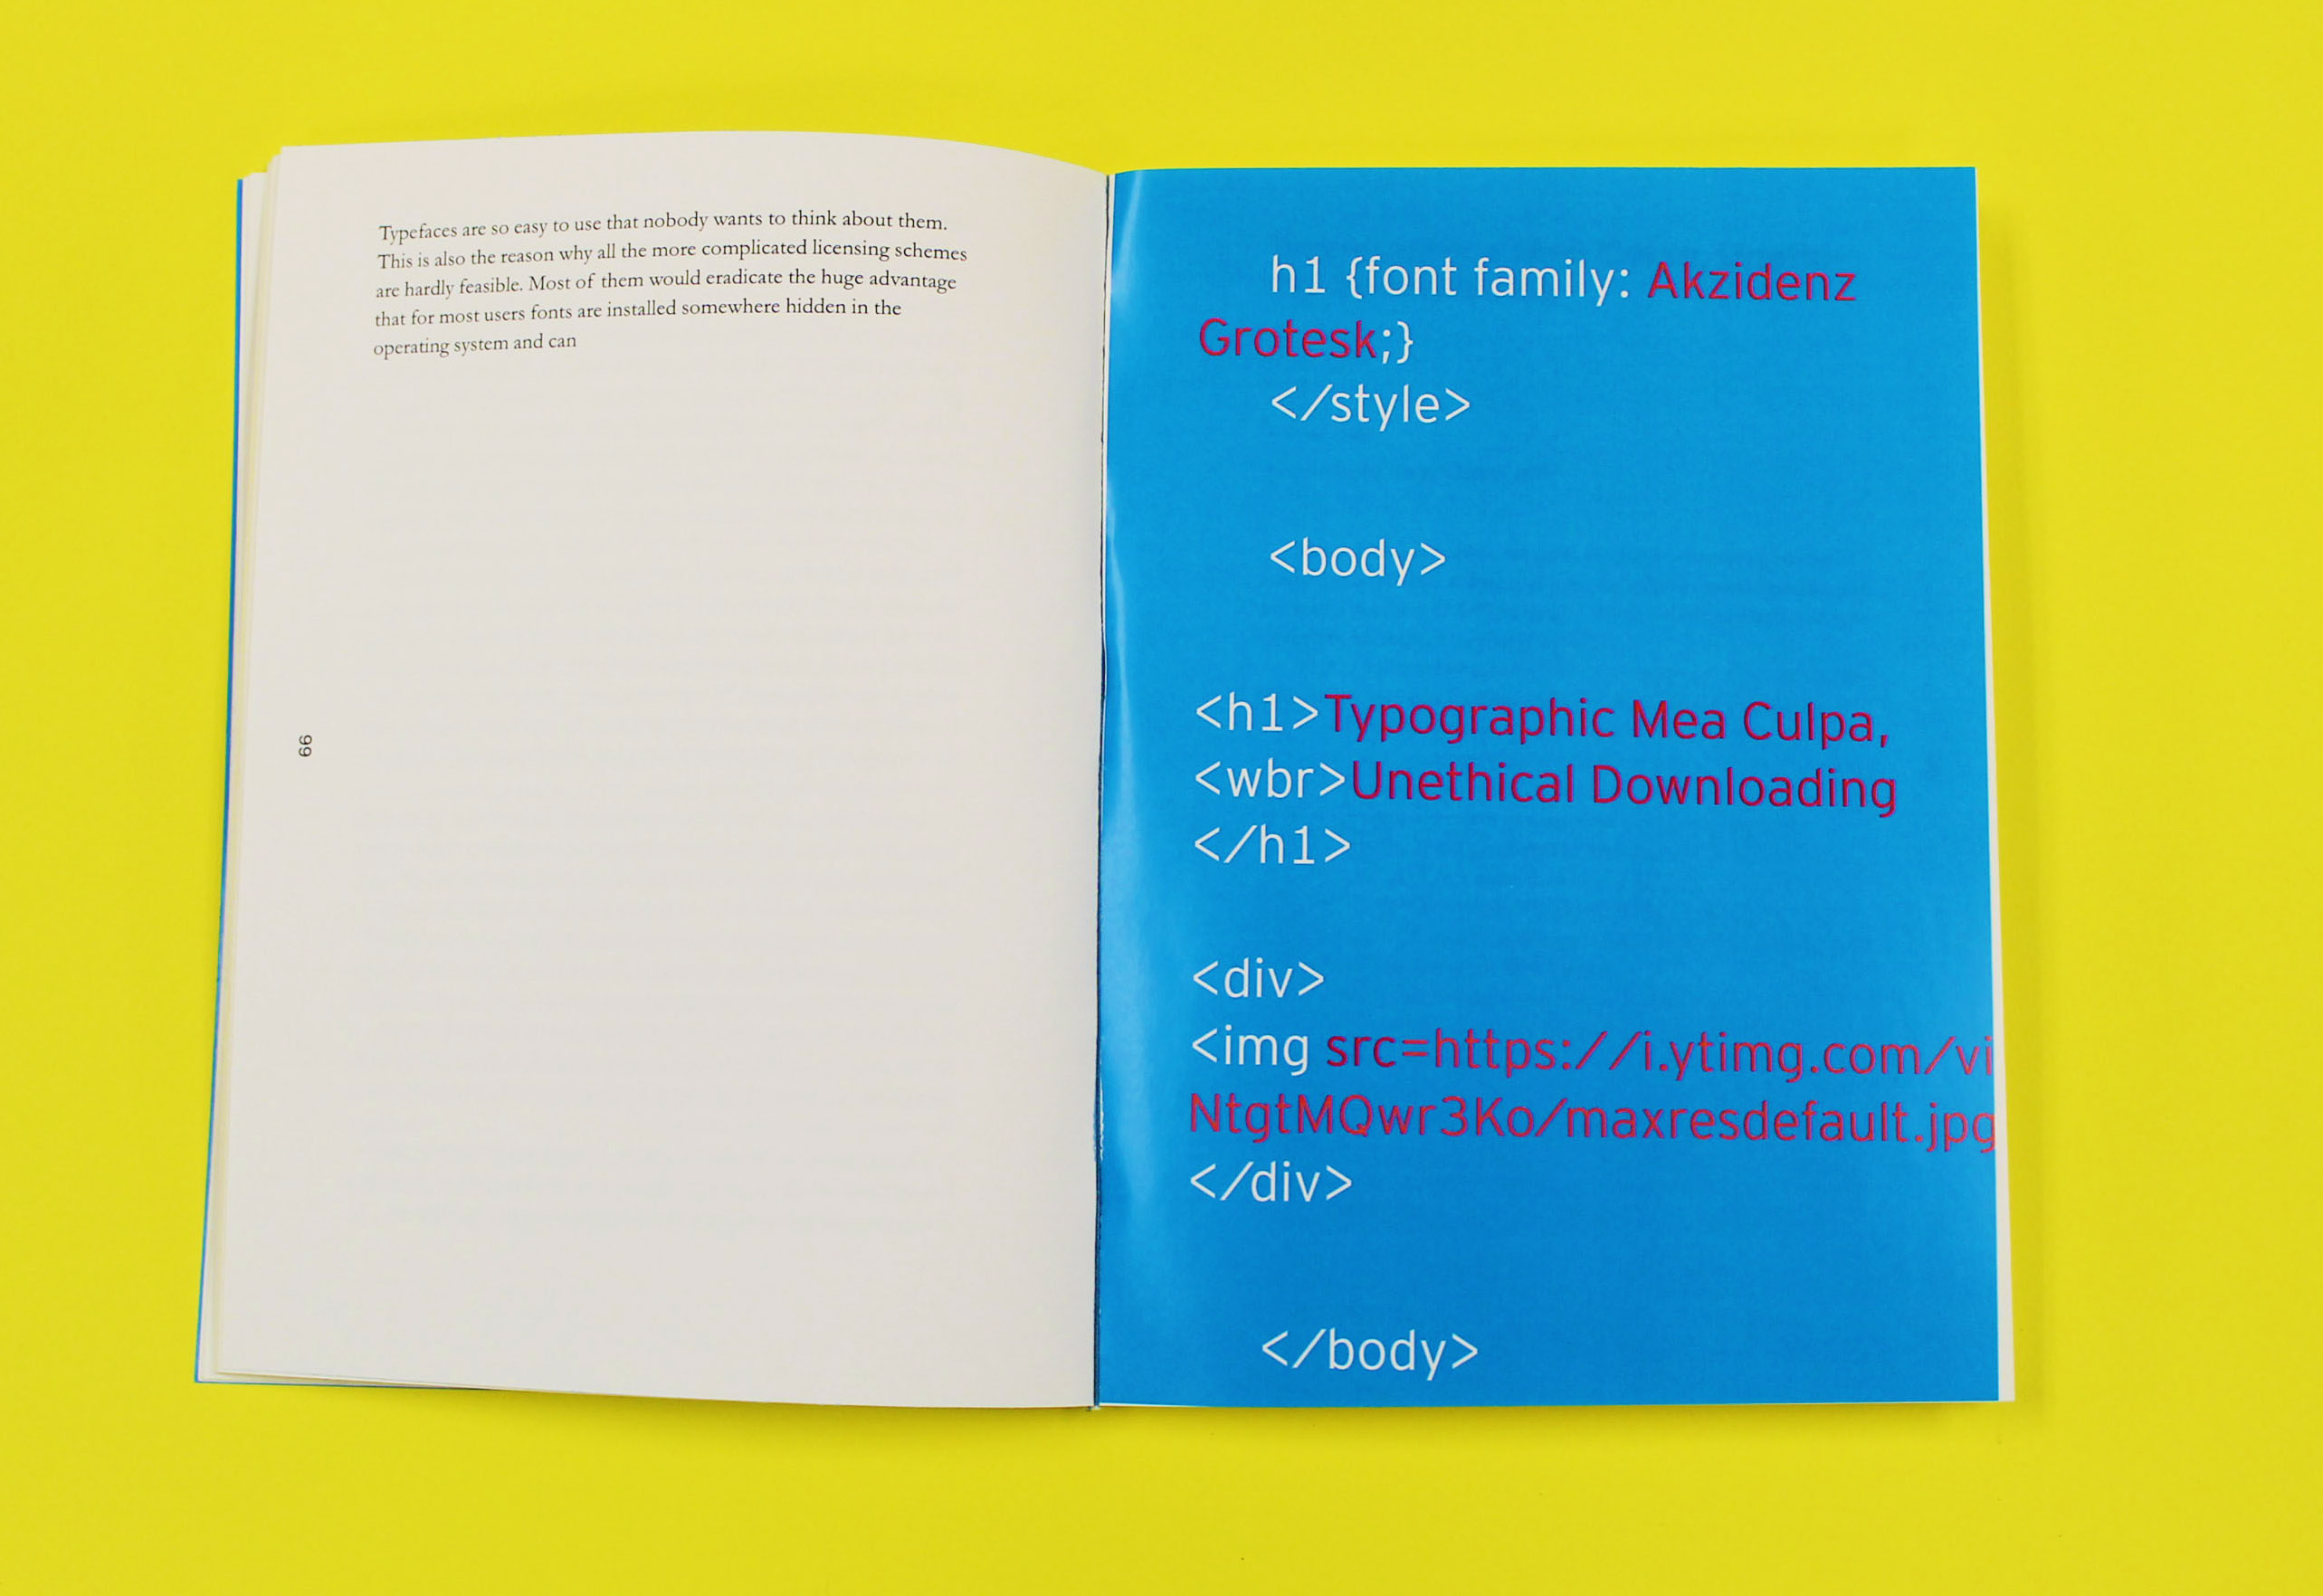 Typefaces are so easy to use that nobody wants to think about them.
This is also the reason why all the more complicated licensing schemes
are hardly feasible. Most of them would eradicate the huge advantage
that for most users fonts are installed somewhere hidden in the
operating system and can
66
h1 {font family: Akzidenz
Grotesk;}
</style>
<body>
<h1>Typographic Mea Culpa,
<wbr>Unethical Downloading
</h1>
<div>
<img src=https://i.ytimg.com/vi
NtgtMQwr3Ko/maxresdefault.jpg
</div>
</body>